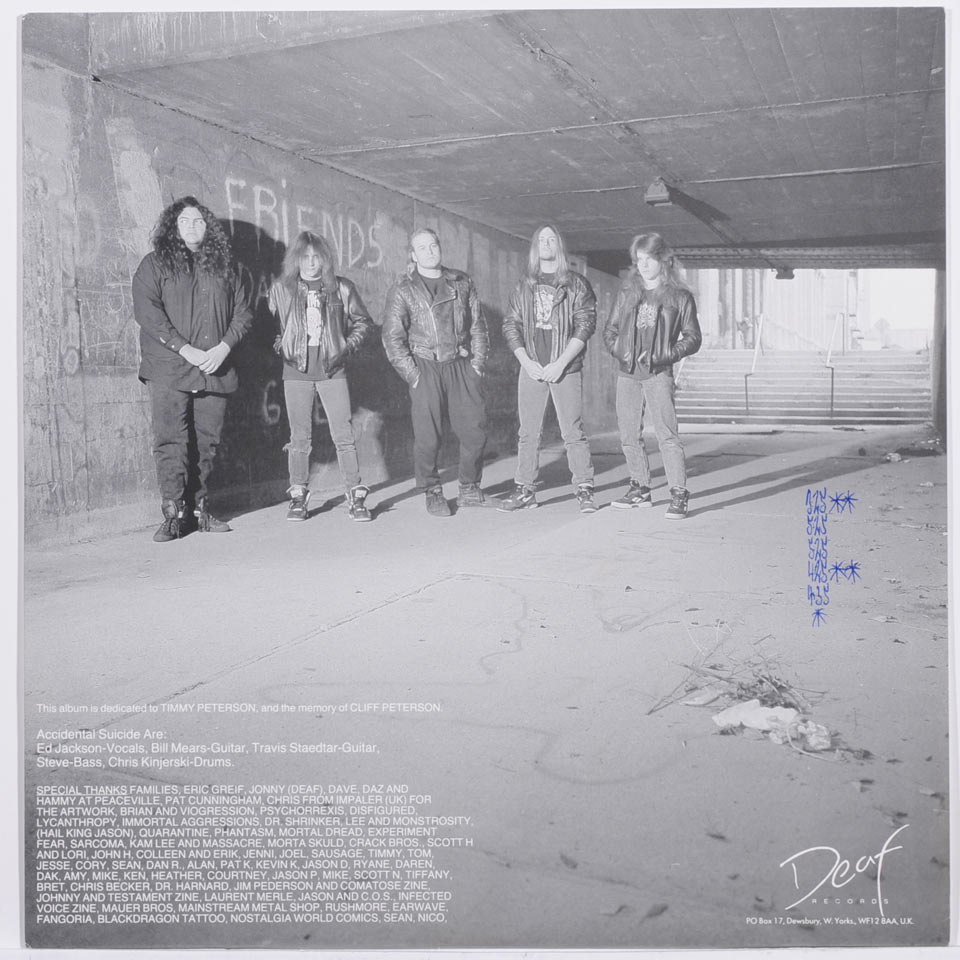 FRiENDS
This album is dedicated to TIMMY PETERSON, and the memory of CLIFF PETERSON.
Accidental Suicide Are:
Ed Jackson-Vocals, Bill Mears-Guitar, Travis Staedtar-Guitar,
Steve-Bass, Chris Kinjerski-Drums.
SPECIAL THANKS FAMILIES, ERIC GREIF, JONNY (DEAF), DAVE, DAZ AND
HAMMY AT PEACEVILLE, PAT CUNNINGHAM, CHRIS FROM IMPALER (UK) FOR
THE ARTWORK, BRIAN AND VIOGRESSION, PSYCHORREXIS, DISFIGURED,
LYCANTHROPY, IMMORTAL AGGRESSIONS, DR. SHRINKER, LEE AND MONSTROSITY,
(HAIL KING JASON), QUARANTINE, PHANTASM, MORTAL DREAD, EXPERIMENT
FEAR, SARCOMA, KAM LEE AND MASSACRE, MORTA SKULD, CRACK BROS., SCOTT H
AND LORI, JOHN H, COLLEEN AND ERIK, JENNI, JOEL, SAUSAGE, TIMMY, TOM,
JESSE, CORY, SEAN, DAN R., ALAN, PAT K, KEVIN K, JASON D, RYANE, DAREN,
DAK, AMY, MIKE, KEN, HEATHER, COURTNEY, JASON P, MIKE, SCOTT N, TIFFANY,
BRET, CHRIS BECKER, DR. HARNARD, JIM PEDERSON AND COMATOSE ZINE,
JOHNNY AND TESTAMENT ZINE, LAURENT MERLE, JASON AND C.O.S., INFECTED
VOICE ZINE, MAUER BROS, MAINSTREAM METAL SHOP, RUSHMORE, EARWAVE,
FANGORIA, BLACKDRAGON TATTOO, NOSTALGIA WORLD COMICS, SEAN, NICO,
Deaf
RECORDS
PO Box 17, Dewsbury, W. Yorks., WF12 8AA, U.K.